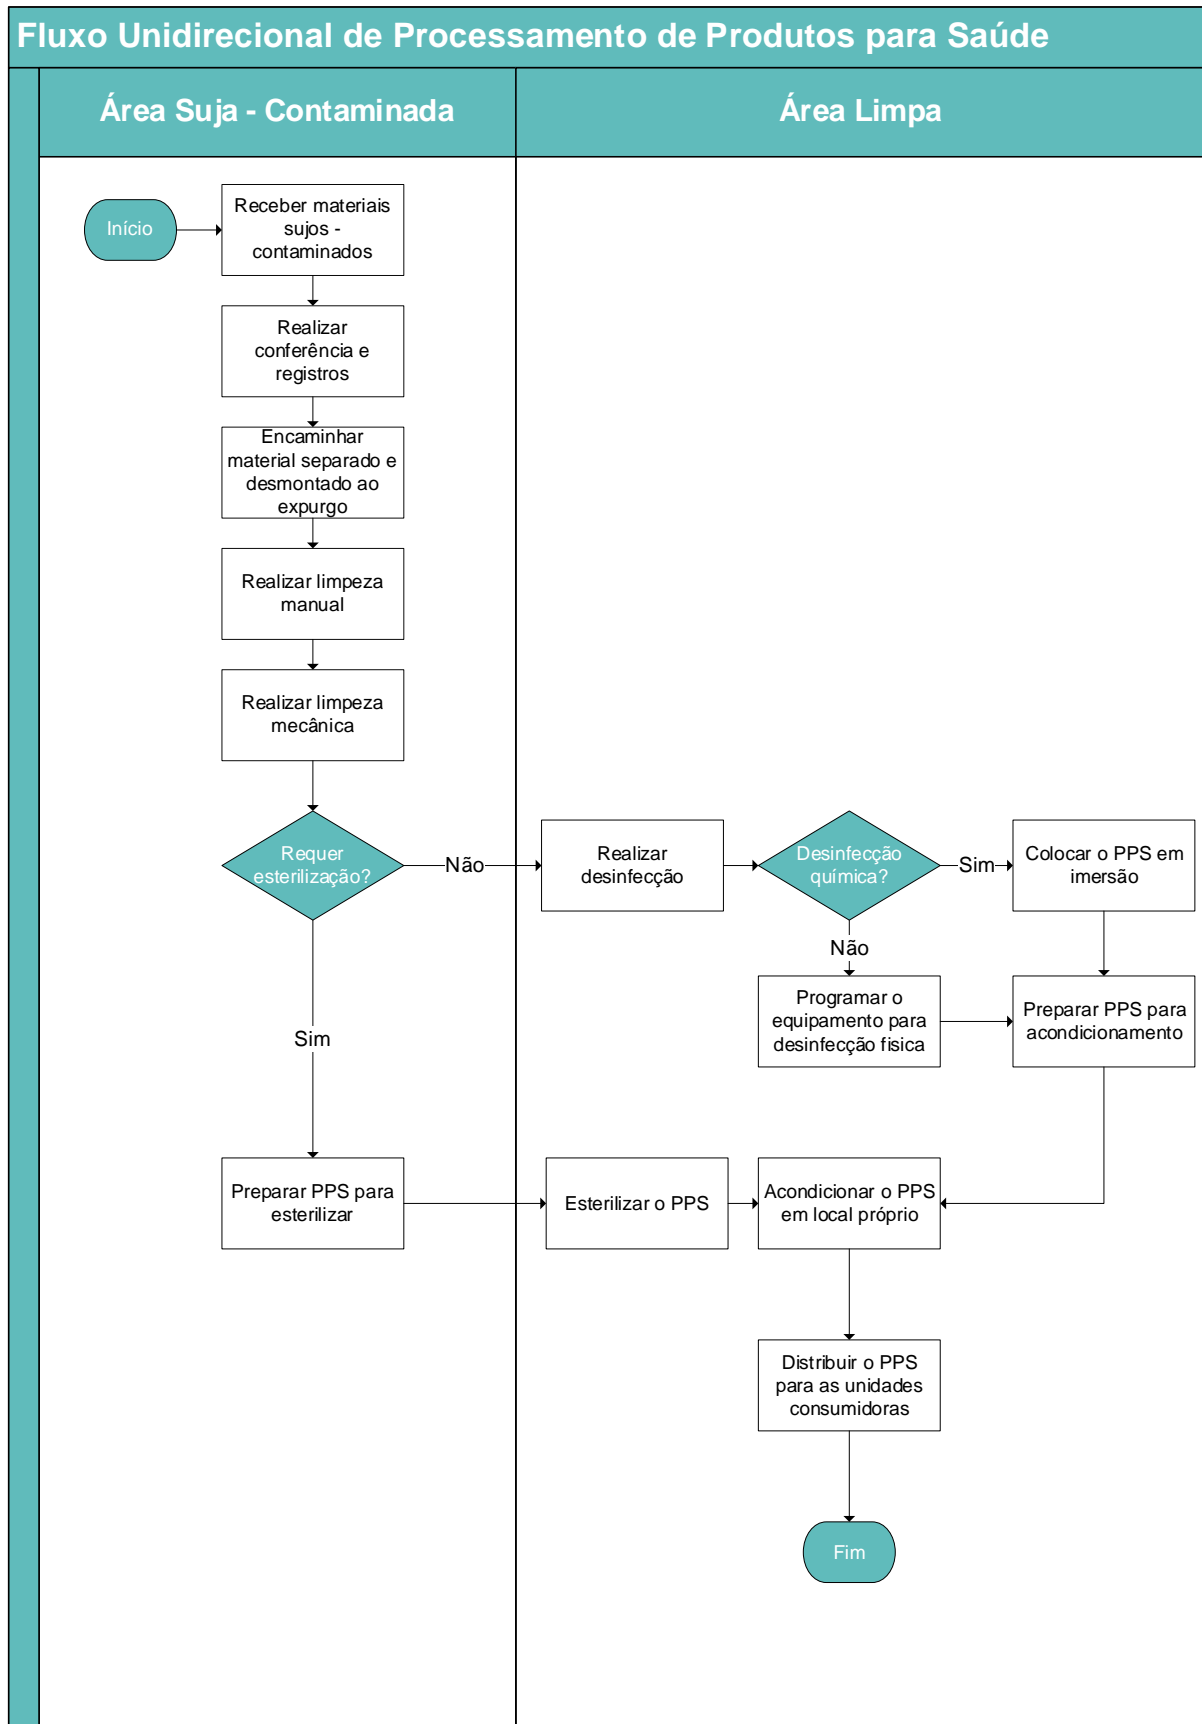 Fluxo Unidirecional de Processamento de Produtos para Saúde
Área Suja - Contaminada
Área Limpa
Início
Receber materiais
sujos -
contaminados
Realizar
conferência e
registros
Encaminhar
material separado e
desmontado ao
expurgo
Realizar limpeza
manual
Realizar limpeza
mecânica
Requer
esterilização?
Não
Realizar
desinfecção
Desinfecção
química?
Sim
Colocar o PPS em
imersão
Não
Programar o
equipamento para
desinfecção fisica
Preparar PPS para
acondicionamento
Sim
Preparar PPS para
esterilizar
Esterilizar o PPS
Acondicionar o PPS
em local próprio
Distribuir o PPS
para as unidades
consumidoras
Fim